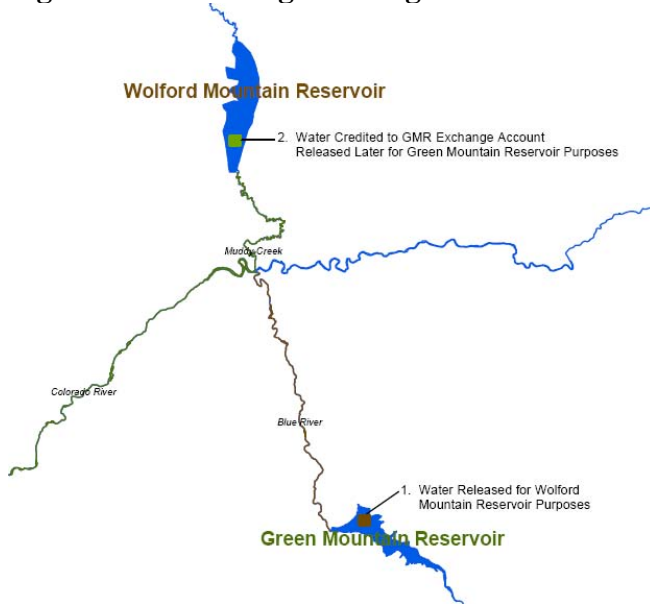 Wolford Mountain Reservoir
2. Water Credited to GMR Exchange Account
Released Later for Green Mountain Reservoir Purposes
Muddy Creek
Colorado River
Blue River
1. Water Released for Wolford
Mountain Reservoir Purposes
Green Mountain Reservoir